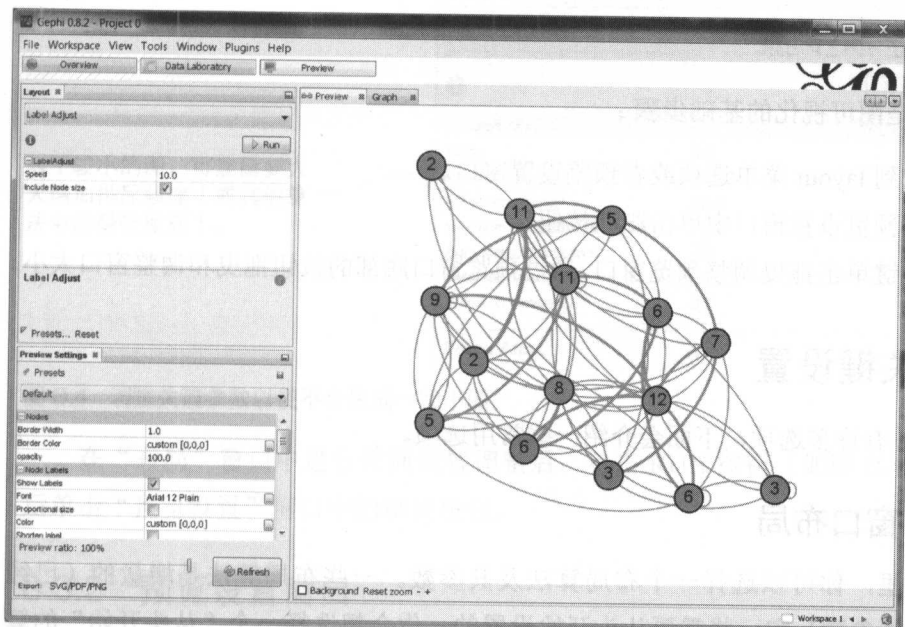 Gephi 0.8.2 - Project 0
File Workspace View Tools Window Plugins Help
Overview Data Laboratory Preview
Layout
Label Adjust
Run
LabelAdjust
Speed 10.0
Include Node size
Label Adjust
Presets... Reset
Preview Settings
Presets
Default
Nodes
Border Width 1.0
Border Color custom [0,0,0]
opacity 100.0
Node Labels
Show Labels
Font Arial 12 Plain
Proportional size
Color custom [0,0,0]
Shorten label
Preview ratio: 100%
Refresh
Export: SVG/PDF/PNG
Preview Graph
2
11
5
11
9
6
7
2
8
12
5
6
3
6
3
Background Reset zoom - +
Workspace 1